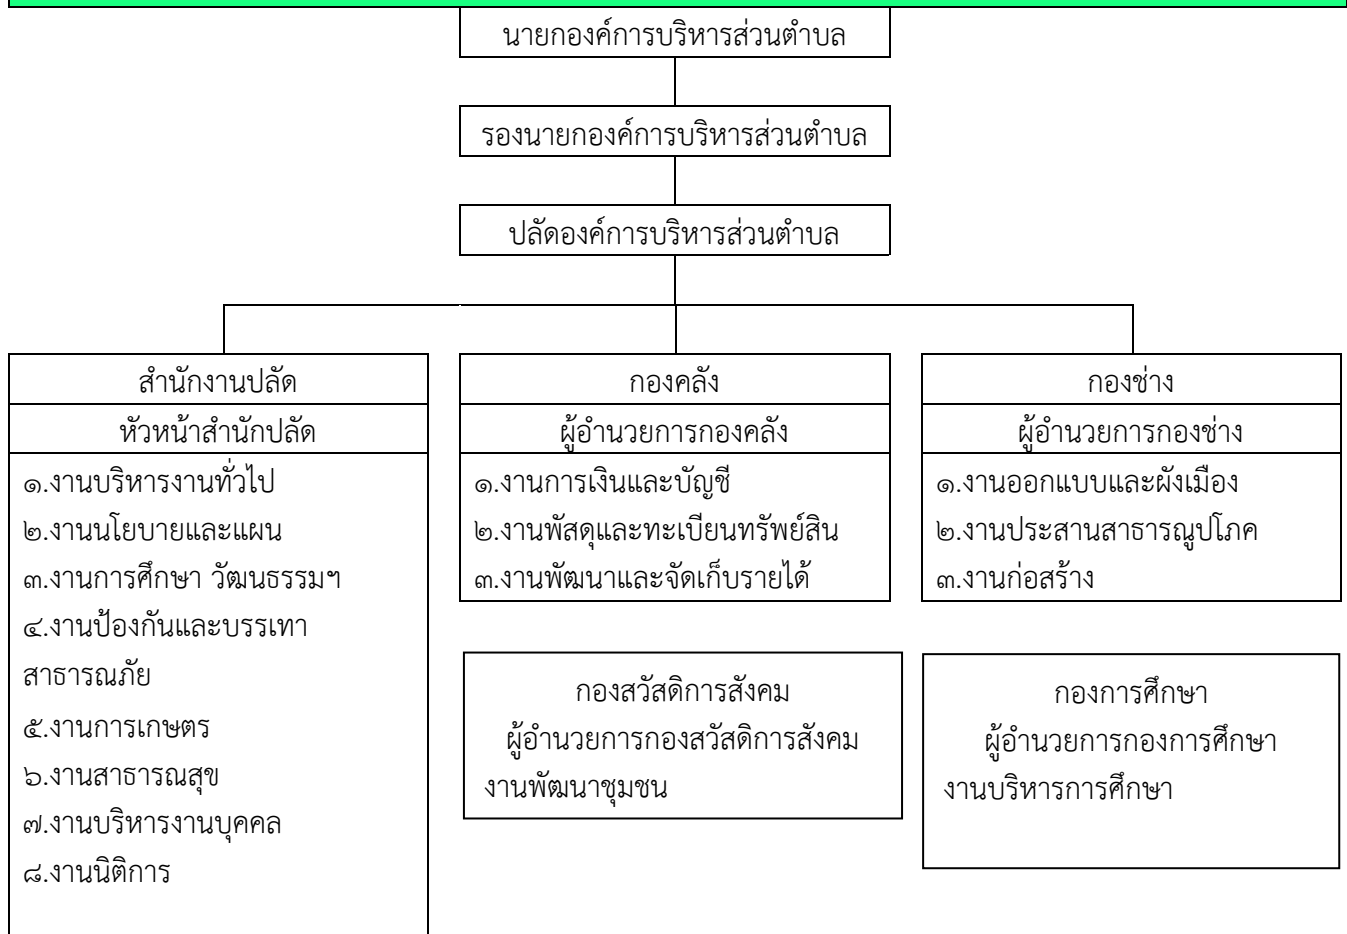 นายกองค์การบริหารส่วนตำบล
รองนายกองค์การบริหารส่วนตำบล
ปลัดองค์การบริหารส่วนตำบล
สำนักงานปลัด
หัวหน้าสำนักปลัด
๑.งานบริหารงานทั่วไป
๒.งานนโยบายและแผน
๓.งานการศึกษา วัฒนธรรมฯ
๔.งานป้องกันและบรรเทา
สาธารณภัย
๕.งานการเกษตร
๖.งานสาธารณสุข
๗.งานบริหารงานบุคคล
๘.งานนิติการ
กองคลัง
ผู้อำนวยการกองคลัง
๑.งานการเงินและบัญชี
๒.งานพัสดุและทะเบียนทรัพย์สิน
๓.งานพัฒนาและจัดเก็บรายได้
กองช่าง
ผู้อำนวยการกองช่าง
๑.งานออกแบบและผังเมือง
๒.งานประสานสาธารณูปโภค
๓.งานก่อสร้าง
กองสวัสดิการสังคม
ผู้อำนวยการกองสวัสดิการสังคม
งานพัฒนาชุมชน
กองการศึกษา
ผู้อำนวยการกองการศึกษา
งานบริหารการศึกษา